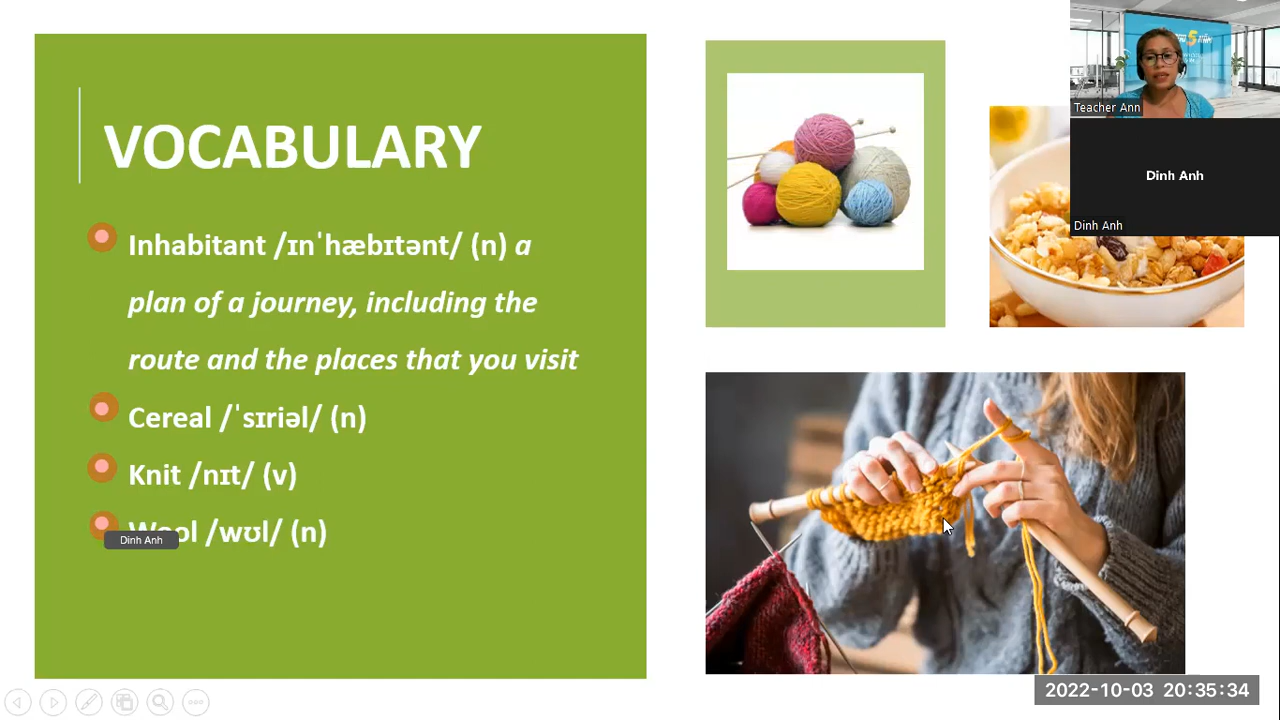 VOCABULARY
Inhabitant /ɪnˈhæbɪtənt/ (n) a
plan of a journey, including the
route and the places that you visit
Cereal /ˈsɪriəl/ (n)
Knit /nɪt/ (v)
Wool /wʊl/ (n)
Dinh Anh
Teacher Ann
Dinh Anh
Dinh Anh
2022-10-03 20:35:34